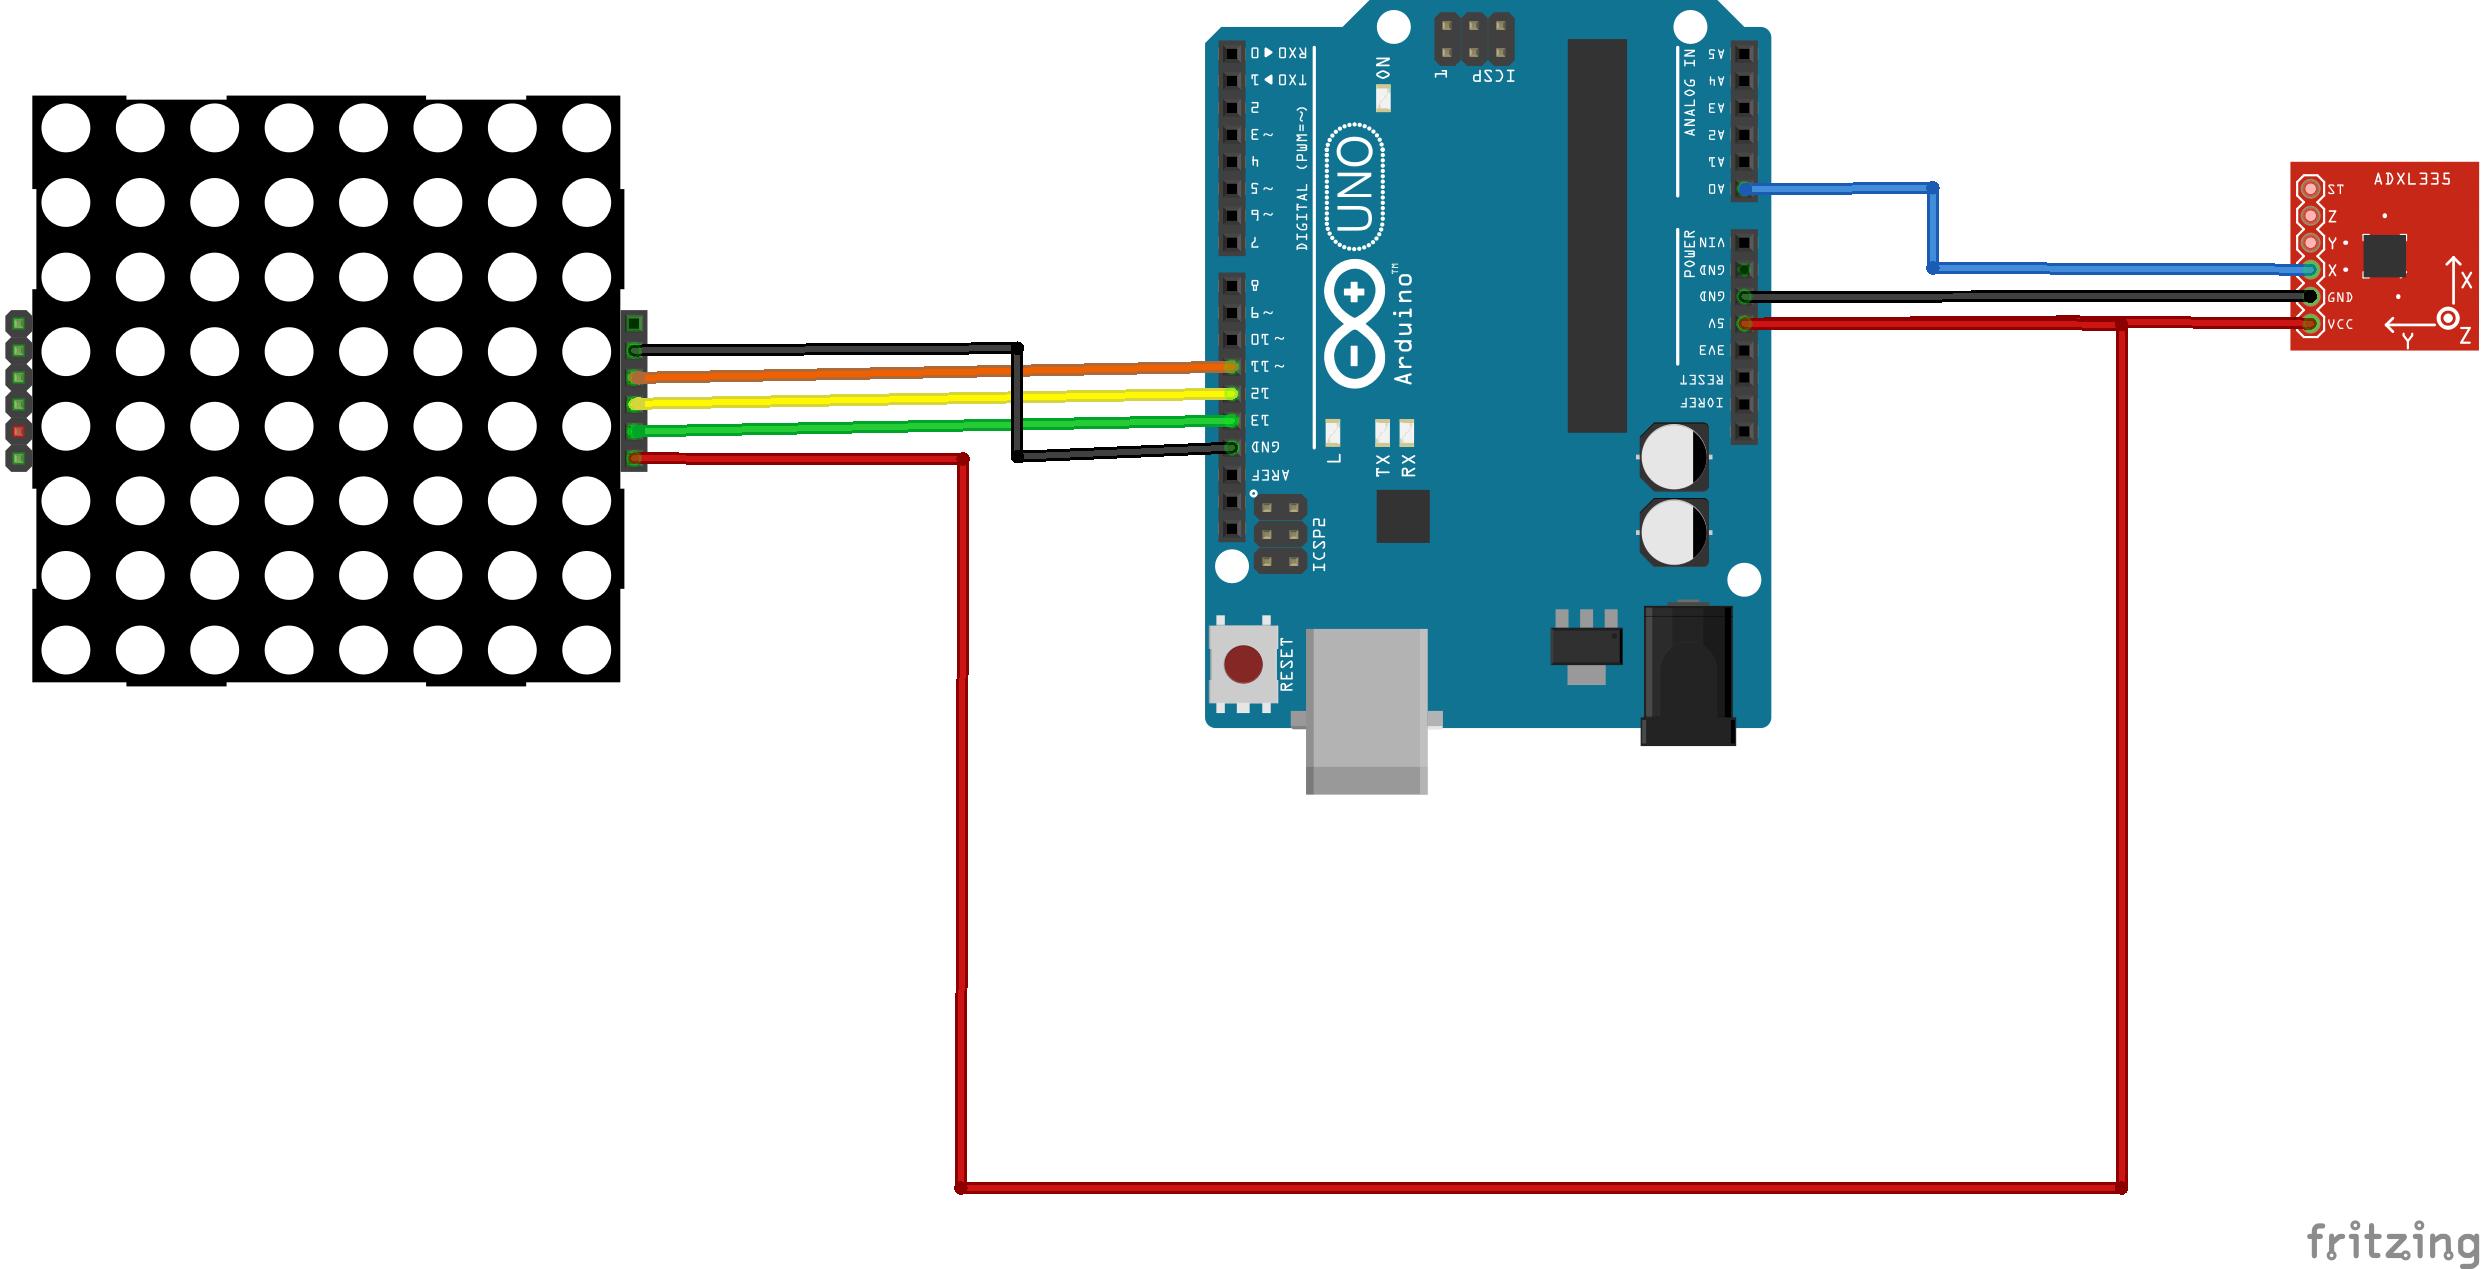 RX0 ◀ 0
TX0 ▶ 1
2
~3
4
~5
~6
7
DIGITAL (PWM=~)
8
~9
~10
~11
12
13
GND
AREF
ON
1
ICSP
UNO
Arduino™
L
TX
RX
ICSP2
RESET
ANALOG IN
A5
A4
A3
A2
A1
A0
POWER
VIN
GND
GND
5V
3V3
RESET
IOREF
ADXL335
ST
Z
Y
X
GND
VCC
X
Y
Z
fritzing